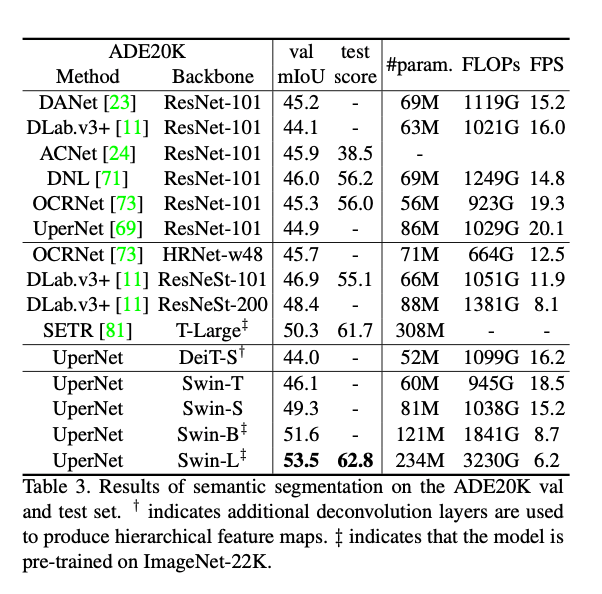 ADE20K val test #param. FLOPs FPS
Method Backbone mIoU score
DANet [23] ResNet-101 45.2 - 69M 1119G 15.2
DLab.v3+ [11] ResNet-101 44.1 - 63M 1021G 16.0
ACNet [24] ResNet-101 45.9 38.5 -
DNL [71] ResNet-101 46.0 56.2 69M 1249G 14.8
OCRNet [73] ResNet-101 45.3 56.0 56M 923G 19.3
UperNet [69] ResNet-101 44.9 - 86M 1029G 20.1
OCRNet [73] HRNet-w48 45.7 - 71M 664G 12.5
DLab.v3+ [11] ResNeSt-101 46.9 55.1 66M 1051G 11.9
DLab.v3+ [11] ResNeSt-200 48.4 - 88M 1381G 8.1
SETR [81] T-Large‡ 50.3 61.7 308M - -
UperNet DeiT-S† 44.0 - 52M 1099G 16.2
UperNet Swin-T 46.1 - 60M 945G 18.5
UperNet Swin-S 49.3 - 81M 1038G 15.2
UperNet Swin-B‡ 51.6 - 121M 1841G 8.7
UperNet Swin-L‡ 53.5 62.8 234M 3230G 6.2
Table 3. Results of semantic segmentation on the ADE20K val
and test set. † indicates additional deconvolution layers are used
to produce hierarchical feature maps. ‡ indicates that the model is
pre-trained on ImageNet-22K.